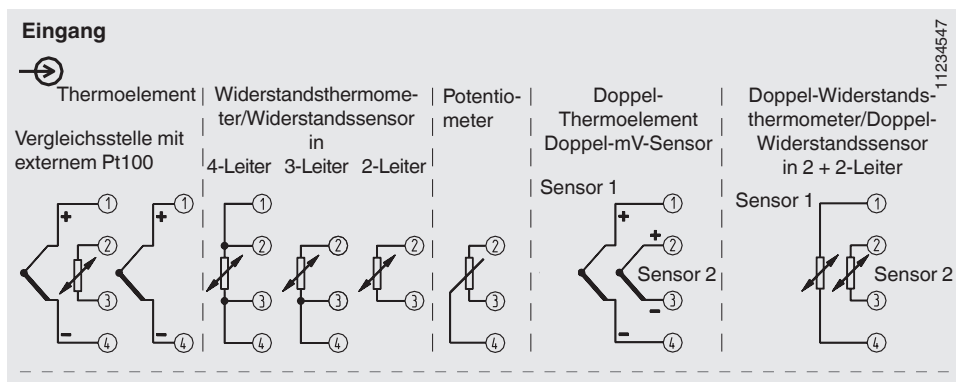 Eingang
11234547
Thermoelement
Vergleichsstelle mit
externem Pt100
+
1
2
3
−
4
+
1
−
4
Widerstandsthermome-
ter/Widerstandssensor
in
4-Leiter 3-Leiter 2-Leiter
1
2
3
4
2
3
4
2
3
Potentio-
meter
2
3
4
Doppel-
Thermoelement
Doppel-mV-Sensor
Sensor 1
+
1
+
2
Sensor 2
3
−
−
4
Doppel-Widerstands-
thermometer/Doppel-
Widerstandssensor
in 2 + 2-Leiter
Sensor 1
1
2
Sensor 2
3
4